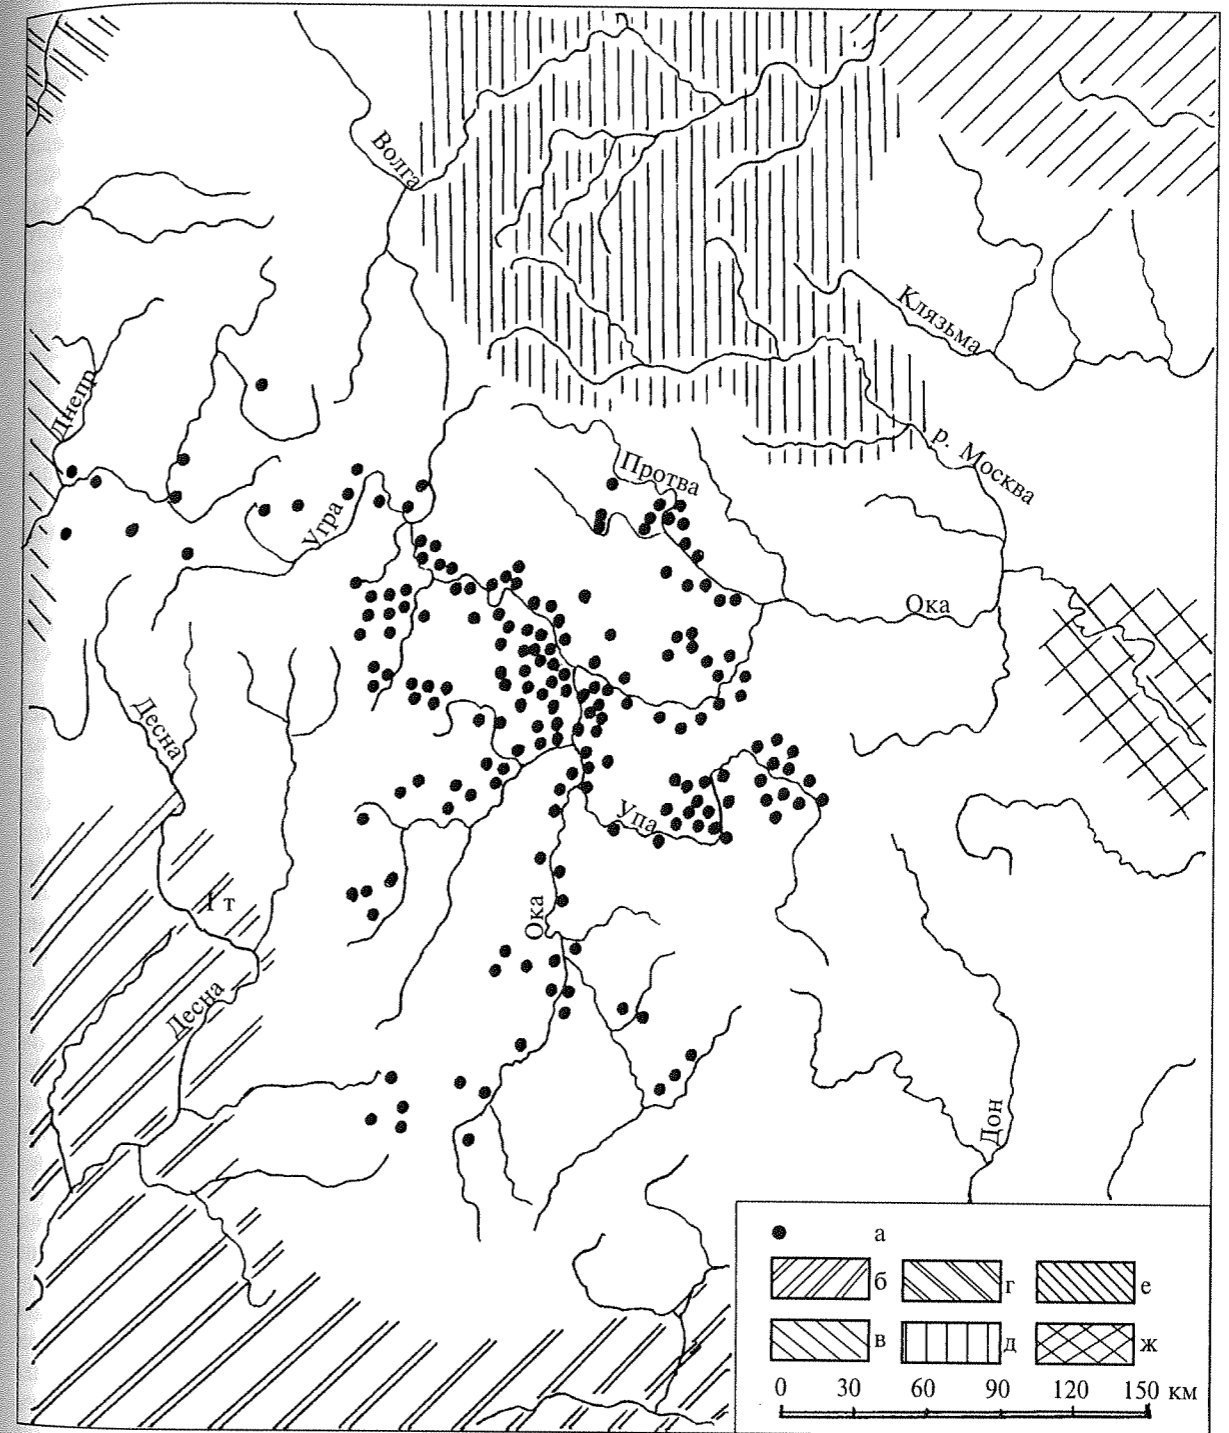 Волга
Клязьма
Днепр
р. Москва
Протва
Угра
Ока
Десна
Упа
т
Ока
Десна
Дон
а
б г е
в д ж
0 30 60 90 120 150 км